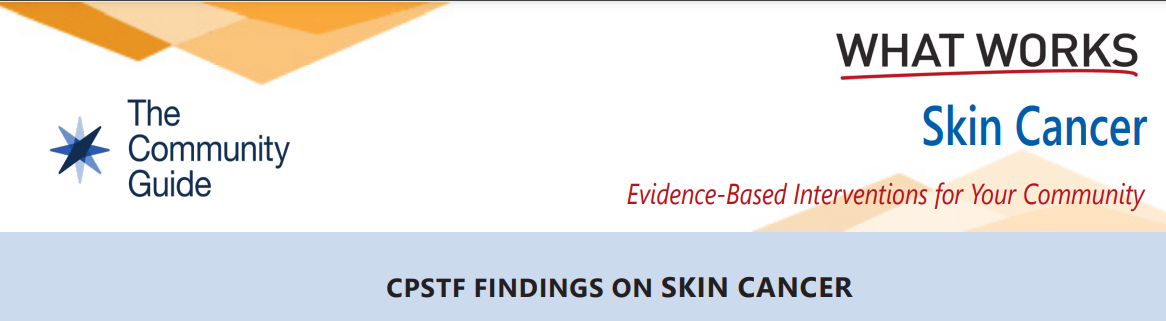 The
Community
Guide
WHAT WORKS
Skin Cancer
Evidence-Based Interventions for Your Community
CPSTF FINDINGS ON SKIN CANCER